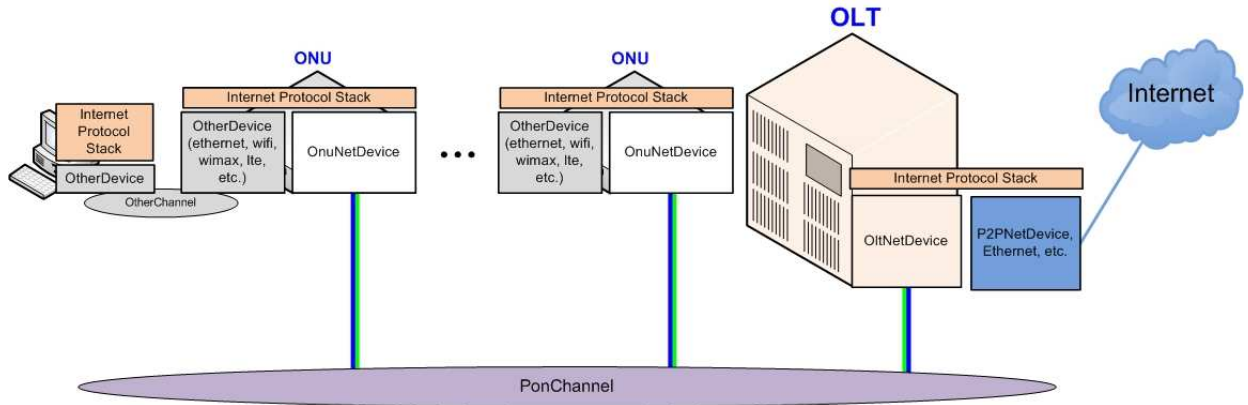 OLT
ONU
ONU
Internet
Internet Protocol Stack
Internet Protocol Stack
Internet
Protocol
Stack
OtherDevice
OtherChannel
OtherDevice
(ethernet, wifi,
wimax, lte,
etc.)
OnuNetDevice
...
OtherDevice
(ethernet, wifi,
wimax, lte,
etc.)
OnuNetDevice
Internet Protocol Stack
OltNetDevice
P2PNetDevice,
Ethernet, etc.
PonChannel